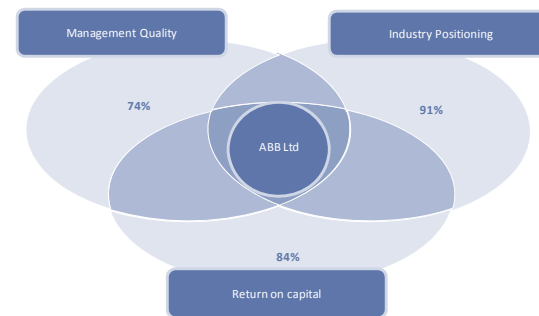 Management Quality
Industry Positioning
74%
91%
ABB Ltd
84%
Return on capital